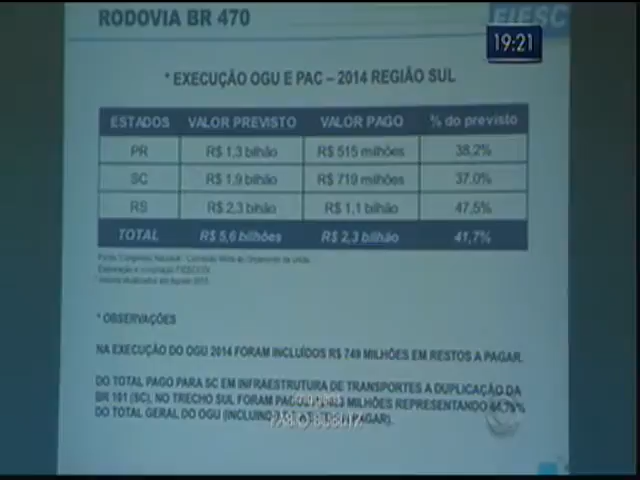 RODOVIA BR 470
FIESC
19:21
* EXECUÇÃO OGU E PAC – 2014 REGIÃO SUL
ESTADOS VALOR PREVISTO VALOR PAGO % do previsto
PR R$ 1,3 bilhão R$ 515 milhões 38,2%
SC R$ 1,9 bilhão R$ 719 milhões 37,0%
RS R$ 2,3 bilhão R$ 1,1 bilhão 47,5%
TOTAL R$ 5,6 bilhões R$ 2,3 bilhão 41,7%
* OBSERVAÇÕES
NA EXECUÇÃO DO OGU 2014 FORAM INCLUÍDOS R$ 749 MILHÕES EM RESTOS A PAGAR.
DO TOTAL PAGO PARA SC EM INFRAESTRUTURA DE TRANSPORTES A DUPLICAÇÃO DA
BR 101 (SC), NO TRECHO SUL FORAM MILHÕES REPRESENTANDO
DO TOTAL GERAL DO OGU PAGAR).